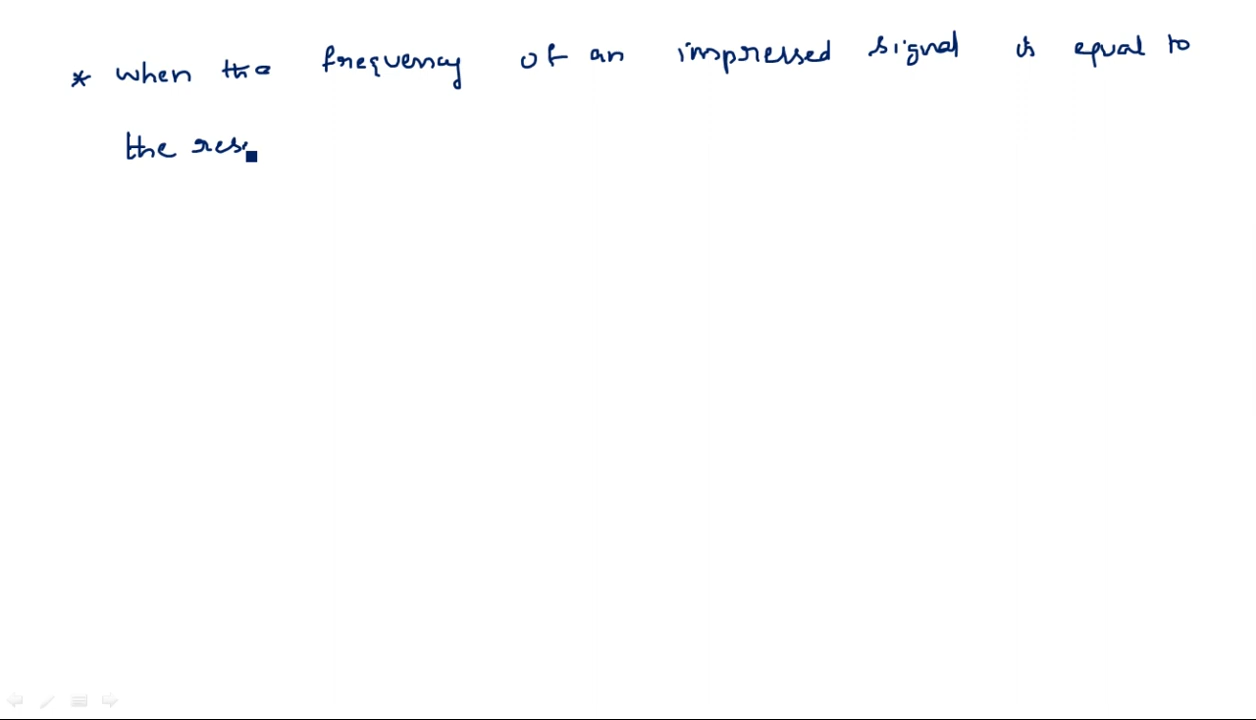 * when the frequency of an impressed signal is equal to
the res